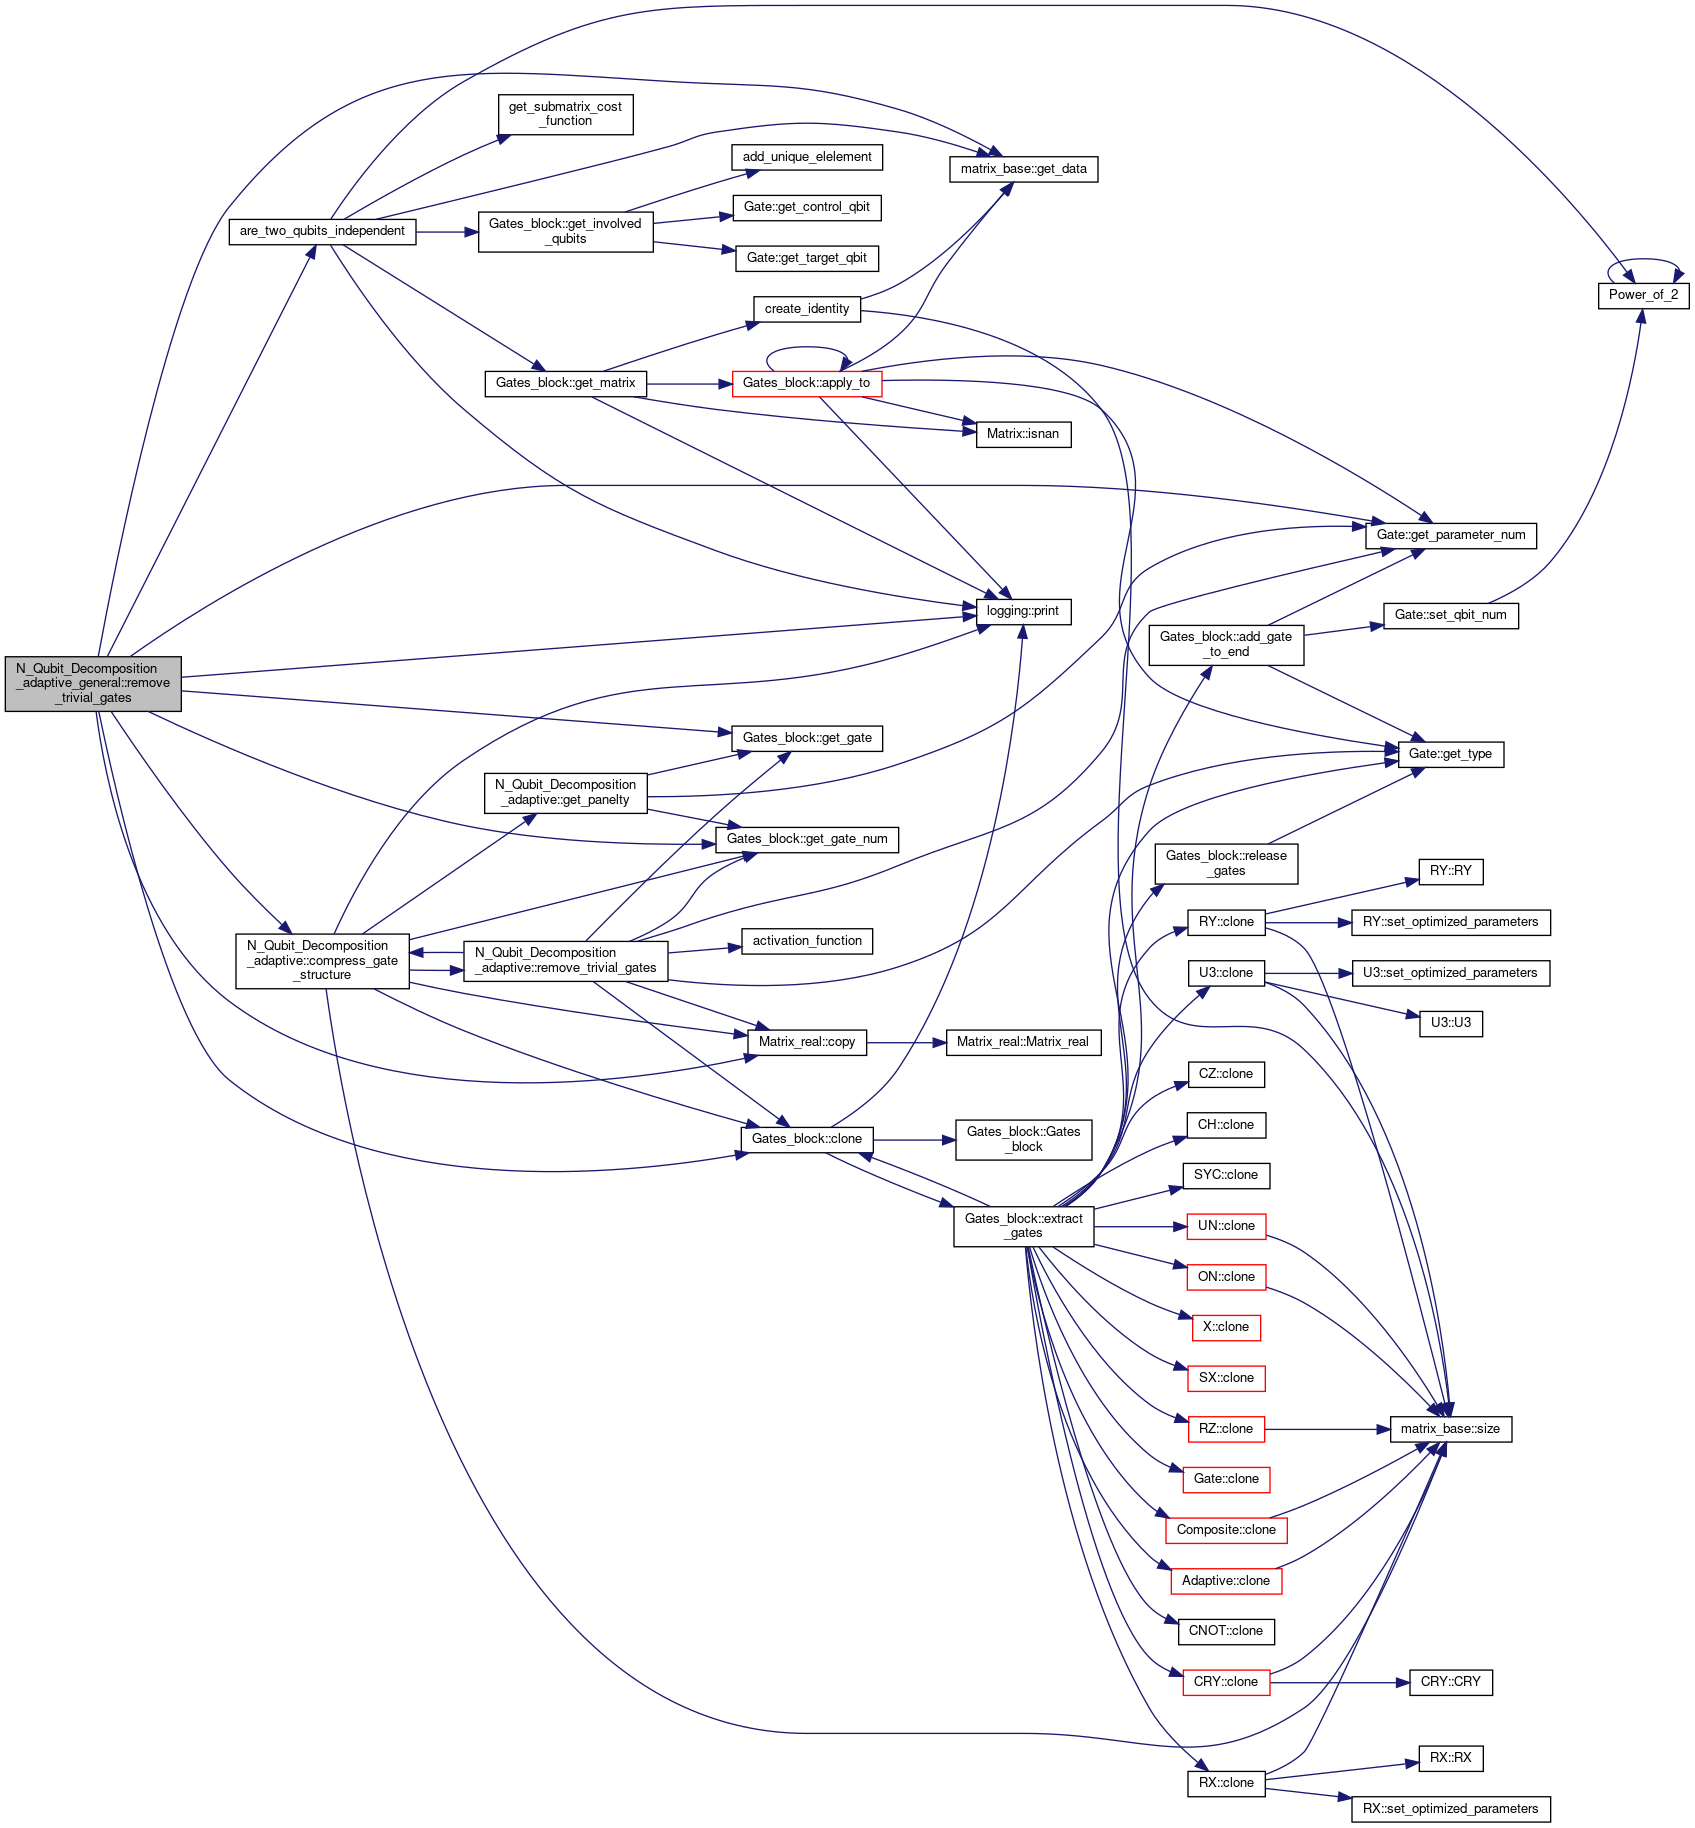 get_submatrix_cost
_function
add_unique_elelement
matrix_base::get_data
Gate::get_control_qbit
are_two_qubits_independent
Gates_block::get_involved
_qubits
Gate::get_target_qbit
Power_of_2
create_identity
Gates_block::get_matrix
Gates_block::apply_to
Matrix::isnan
Gate::get_parameter_num
logging::print
Gate::set_qbit_num
Gates_block::add_gate
_to_end
N_Qubit_Decomposition
_adaptive_general::remove
_trivial_gates
Gates_block::get_gate
Gate::get_type
N_Qubit_Decomposition
_adaptive::get_panelty
Gates_block::get_gate_num
Gates_block::release
_gates
RY::RY
RY::clone
RY::set_optimized_parameters
activation_function
N_Qubit_Decomposition
_adaptive::compress_gate
_structure
N_Qubit_Decomposition
_adaptive::remove_trivial_gates
U3::clone
U3::set_optimized_parameters
U3::U3
Matrix_real::copy
Matrix_real::Matrix_real
CZ::clone
CH::clone
Gates_block::clone
Gates_block::Gates
_block
SYC::clone
Gates_block::extract
_gates
UN::clone
ON::clone
X::clone
SX::clone
RZ::clone
matrix_base::size
Gate::clone
Composite::clone
Adaptive::clone
CNOT::clone
CRY::clone
CRY::CRY
RX::RX
RX::clone
RX::set_optimized_parameters